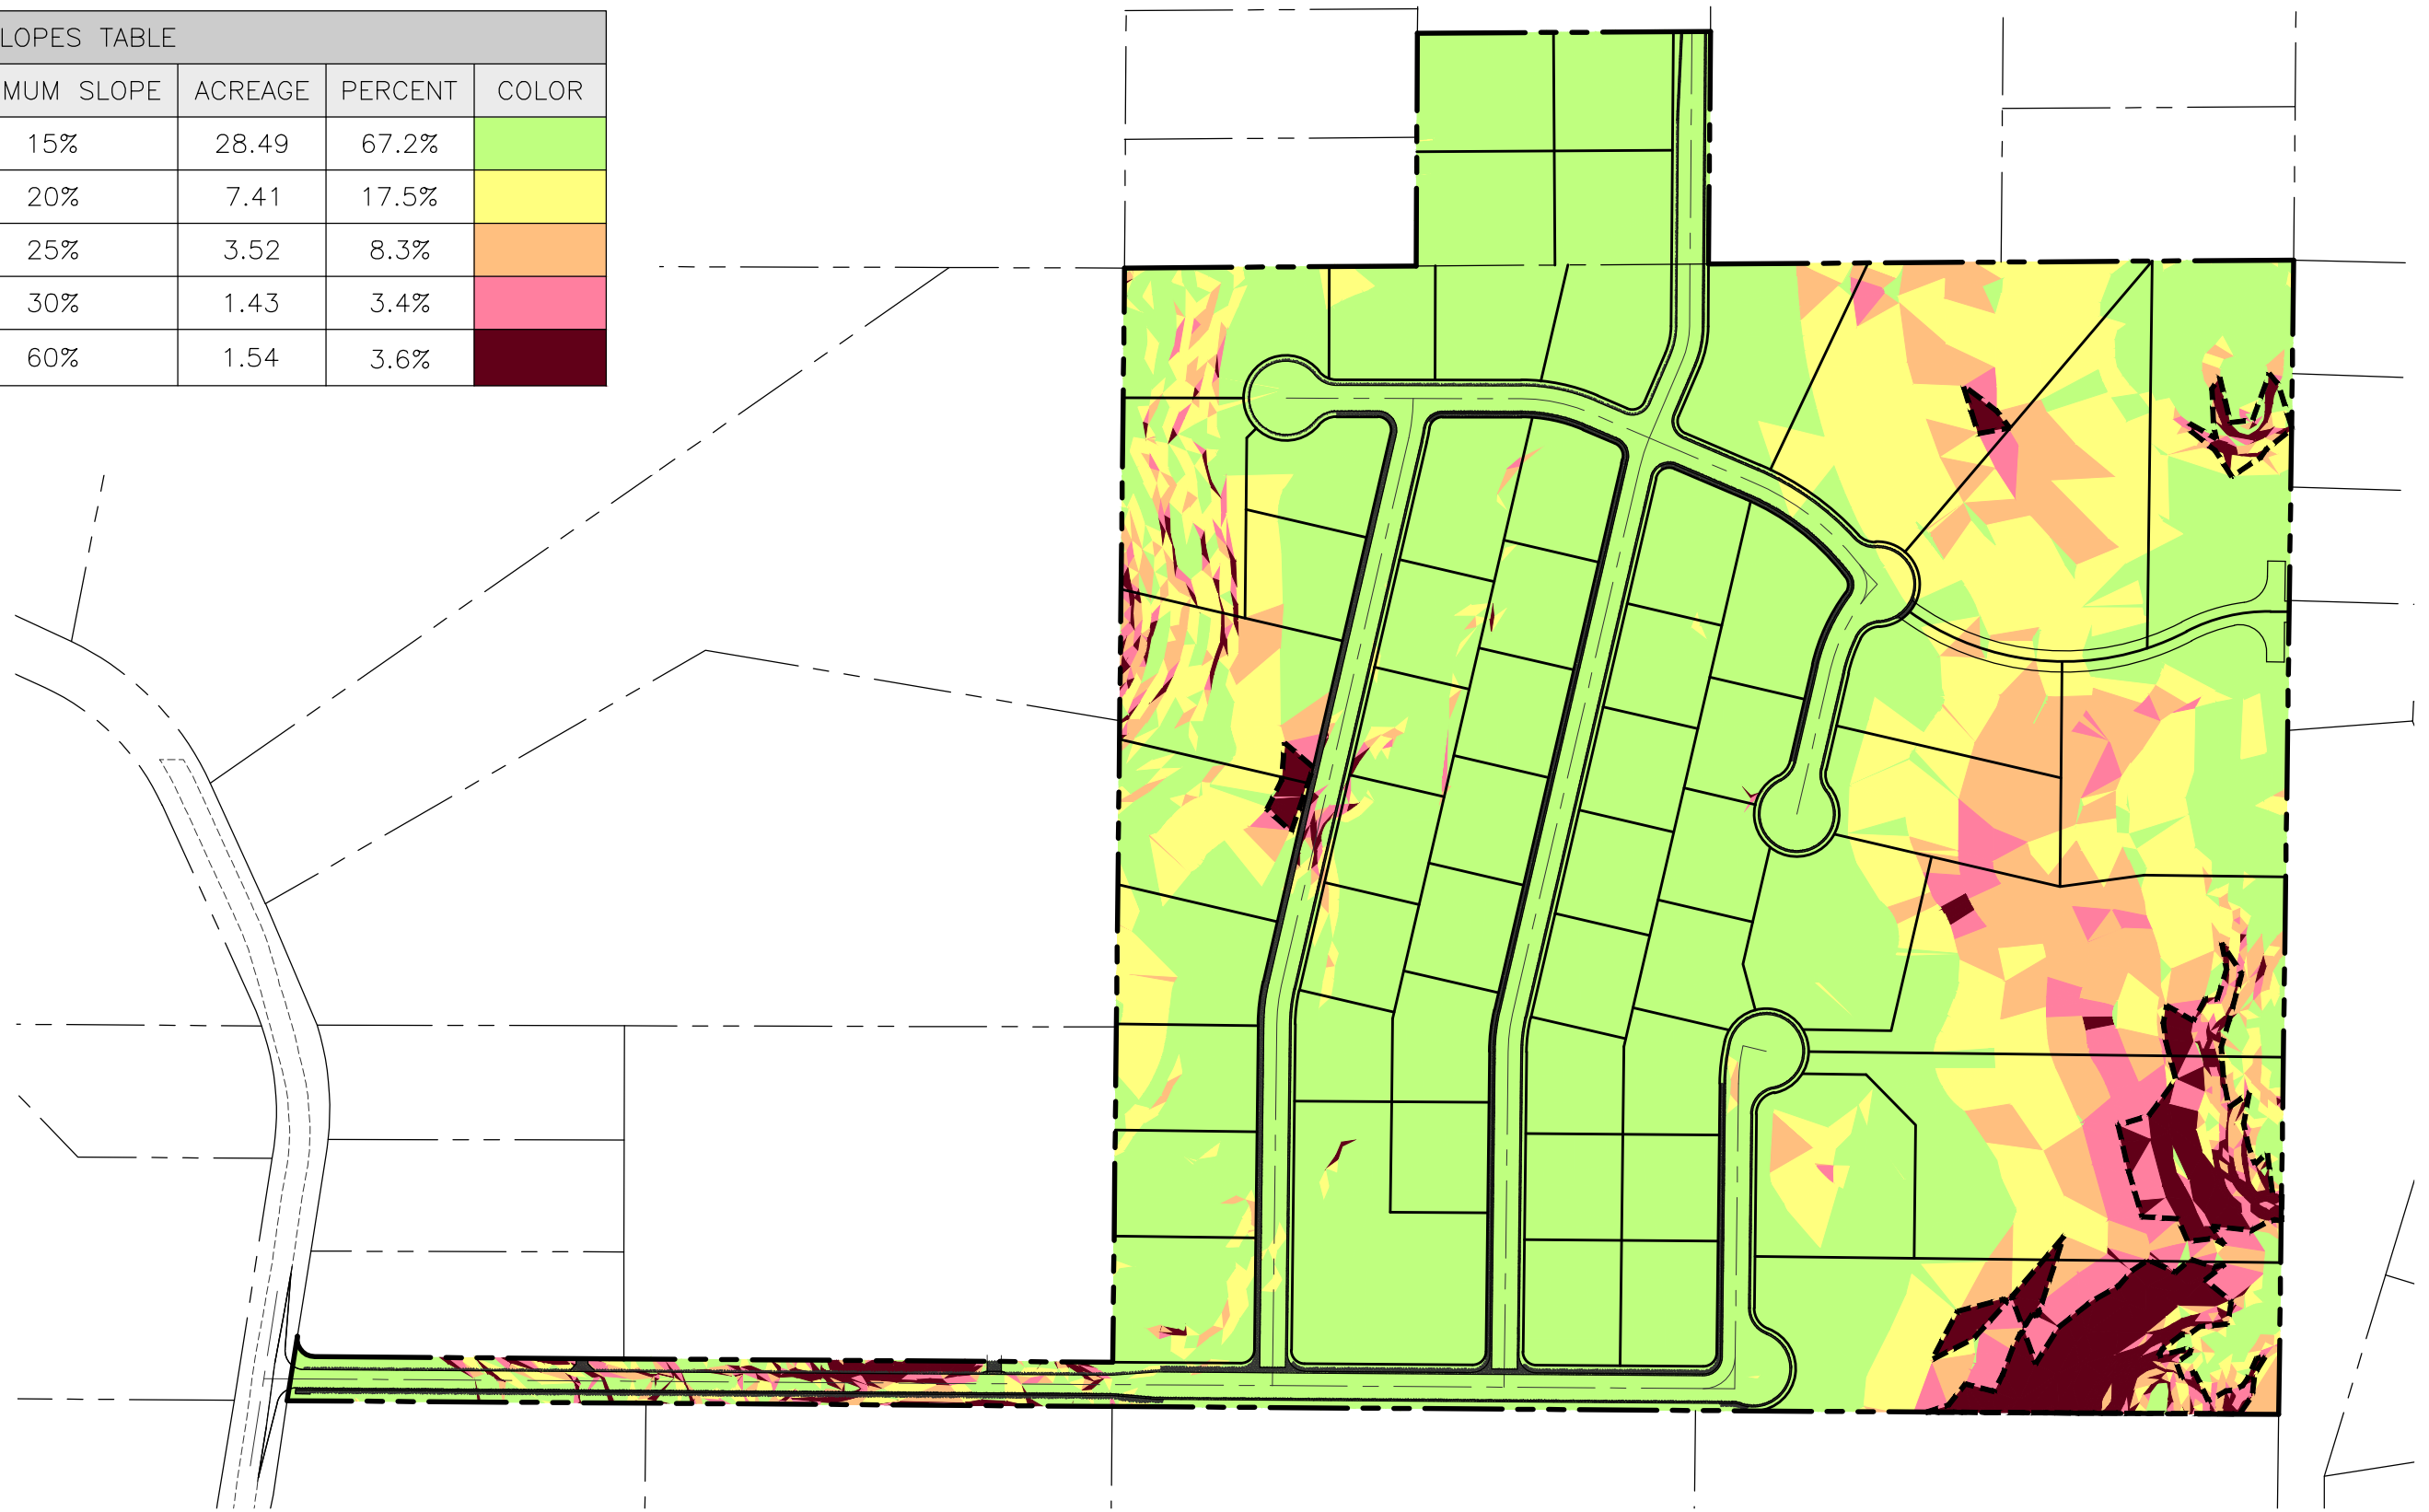 LOPES TABLE
MUM SLOPE ACREAGE PERCENT COLOR
15% 28.49 67.2%
20% 7.41 17.5%
25% 3.52 8.3%
30% 1.43 3.4%
60% 1.54 3.6%